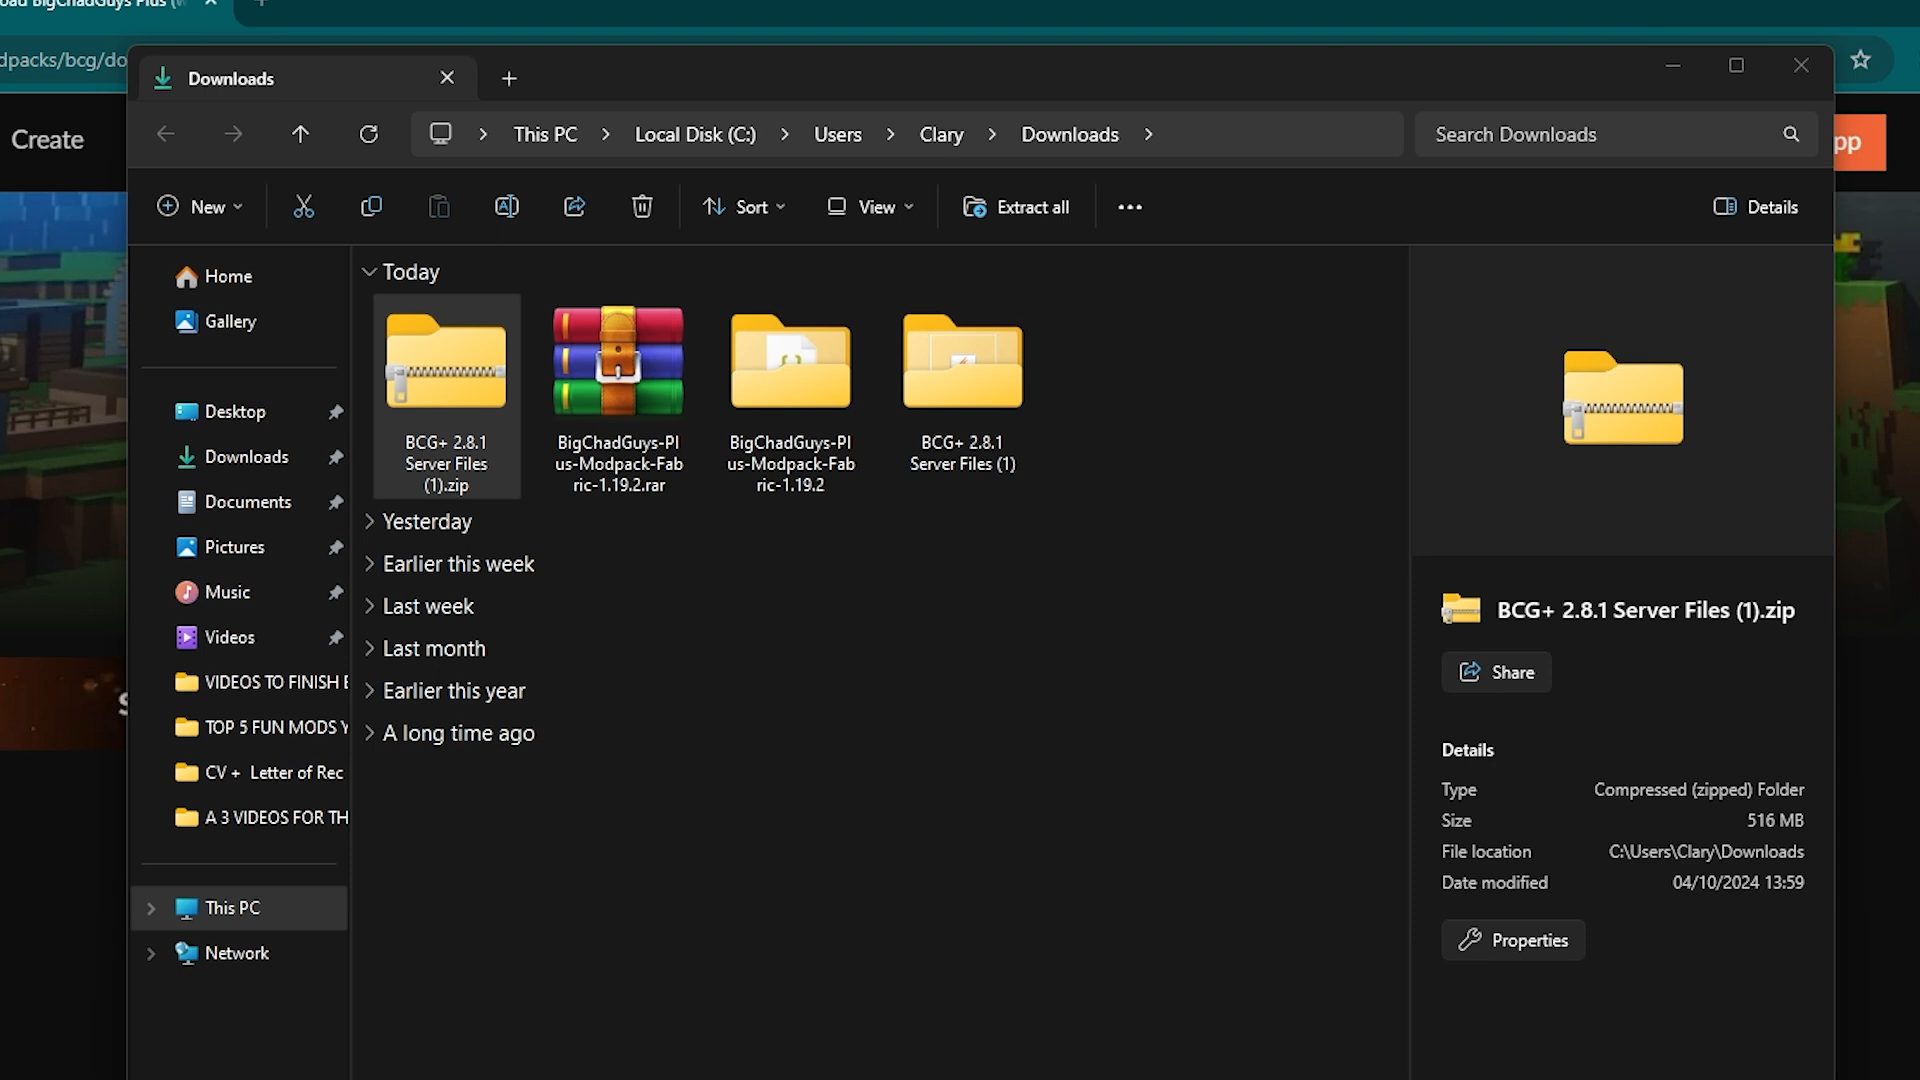 oad BigChadGuys Plus (w
dpacks/bcg/do
Create
pp
Downloads
This PC
Local Disk (C:)
Users
Clary
Downloads
Search Downloads
New
Sort
View
Extract all
Details
Home
Gallery
Desktop
Downloads
Documents
Pictures
Music
Videos
VIDEOS TO FINISH E
TOP 5 FUN MODS Y
CV + Letter of Rec
A 3 VIDEOS FOR TH
This PC
Network
Today
BCG+ 2.8.1
Server Files
(1).zip
BigChadGuys-Pl
us-Modpack-Fab
ric-1.19.2.rar
BigChadGuys-Pl
us-Modpack-Fab
ric-1.19.2
BCG+ 2.8.1
Server Files (1)
Yesterday
Earlier this week
Last week
Last month
Earlier this year
A long time ago
BCG+ 2.8.1 Server Files (1).zip
Share
Details
Type Compressed (zipped) Folder
Size 516 MB
File location C:\Users\Clary\Downloads
Date modified 04/10/2024 13:59
Properties